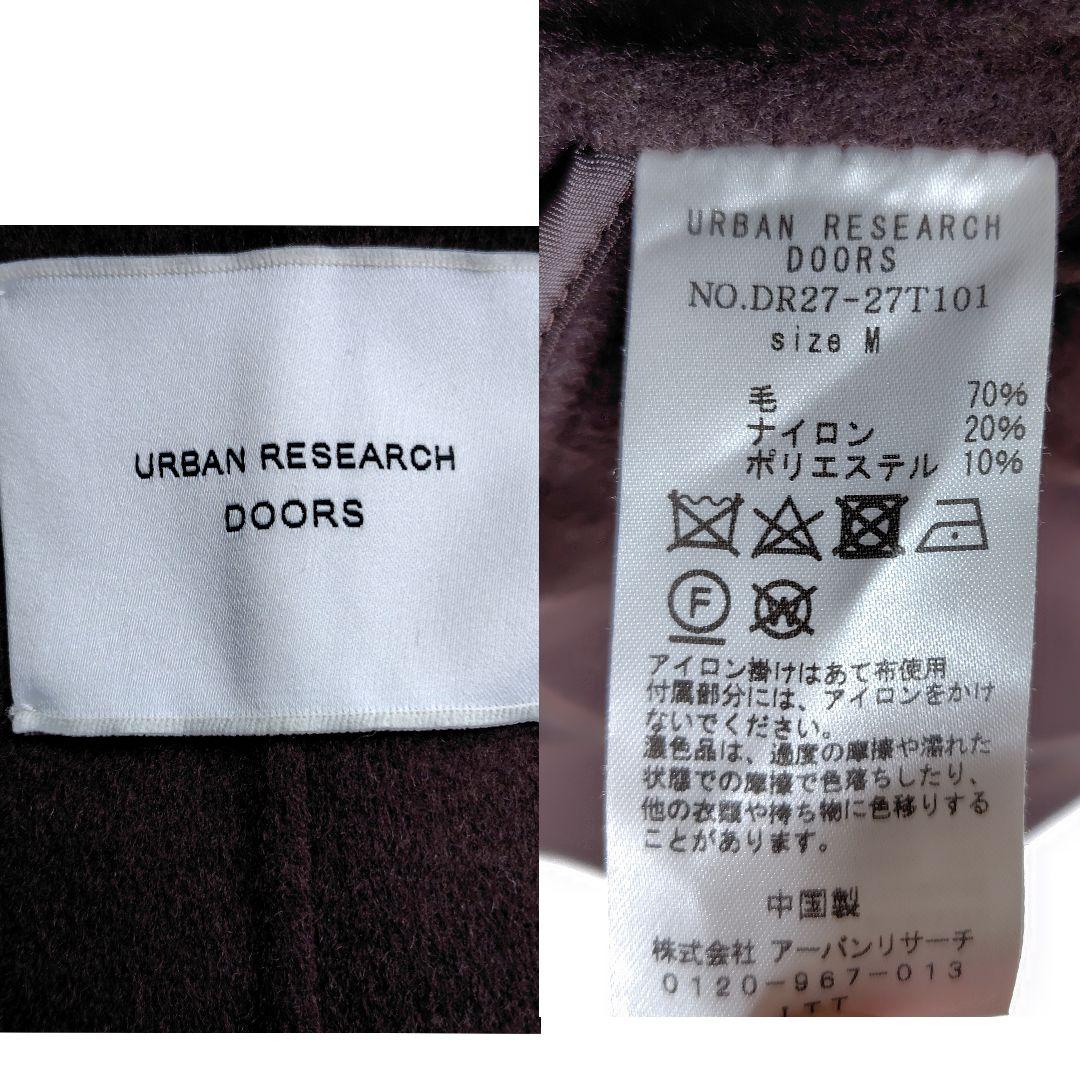 URBAN RESEARCH
DOORS
URBAN RESEARCH
DOORS
NO.DR27-27T101
size M
毛 70%
ナイロン 20%
ポリエステル 10%
F
W
アイロン掛けはあて布使用
付属部分には、アイロンをかけ
ないでください。
濃色品は、過度の摩擦や濡れた
状態での摩擦で色落ちしたり、
他の衣類や持ち物に色移りする
ことがあります。
中国製
株式会社 アーバンリサーチ
0120-967-013